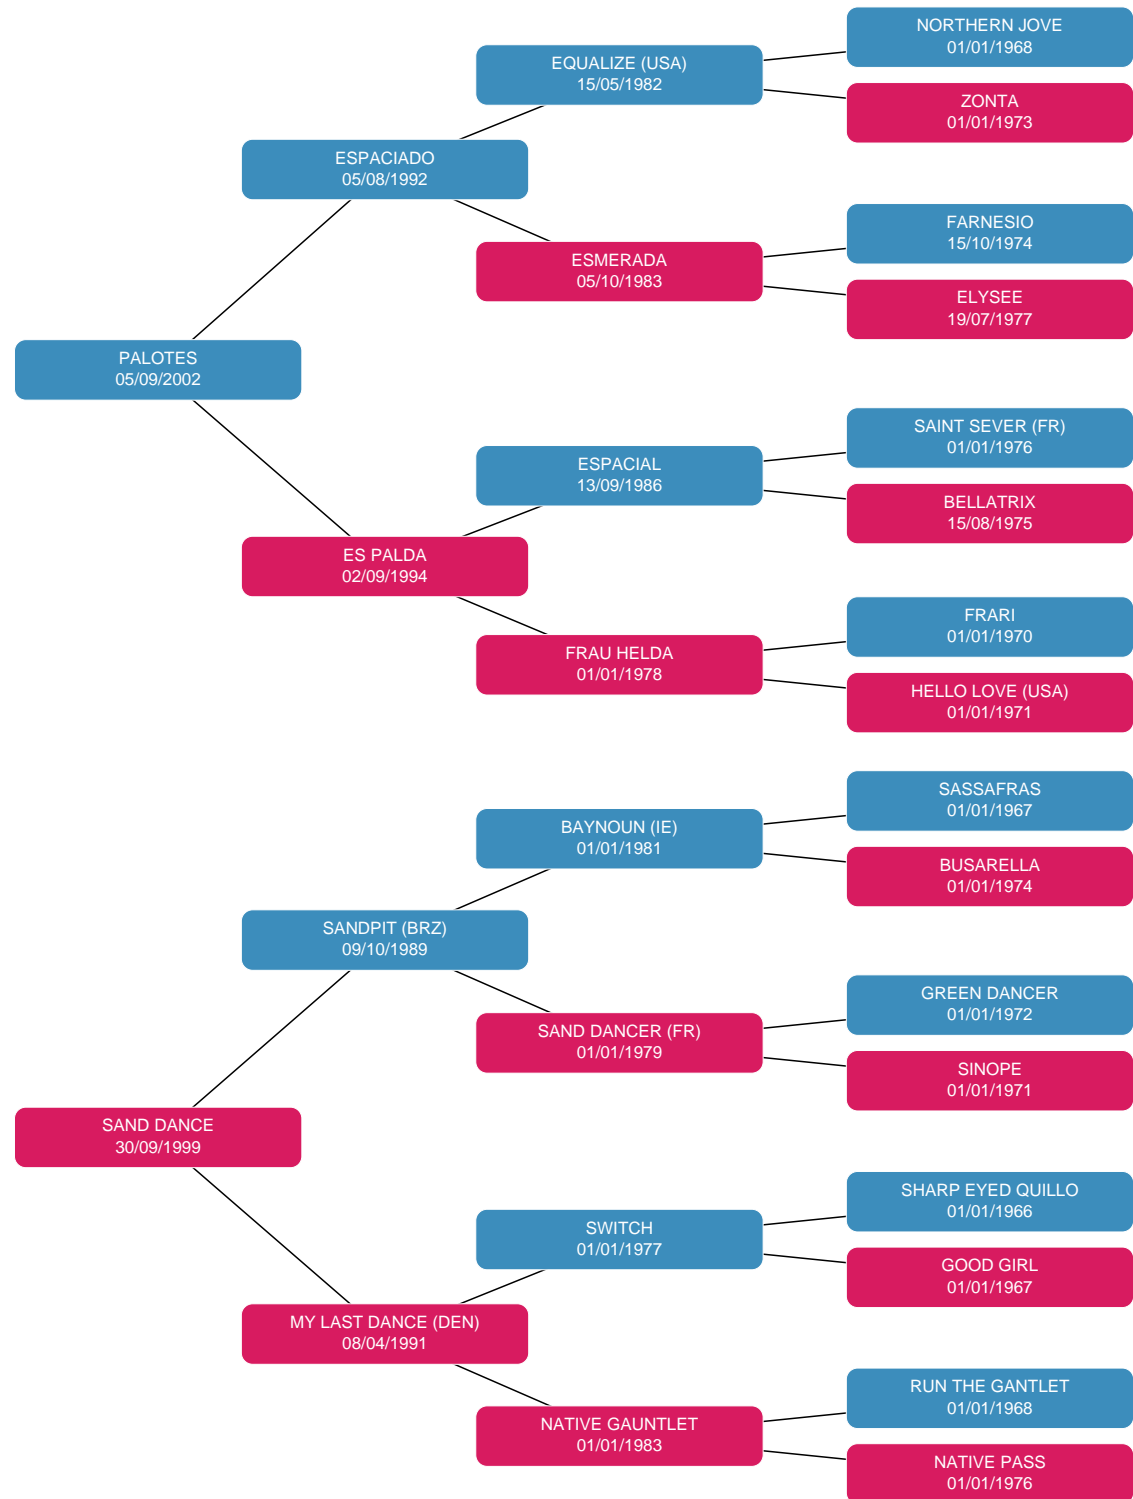 NORTHERN JOVE
01/01/1968
EQUALIZE (USA)
15/05/1982
ZONTA
01/01/1973
ESPACIADO
05/08/1992
FARNESIO
15/10/1974
ESMERADA
05/10/1983
ELYSEE
19/07/1977
PALOTES
05/09/2002
SAINT SEVER (FR)
01/01/1976
ESPACIAL
13/09/1986
BELLATRIX
15/08/1975
ES PALDA
02/09/1994
FRARI
01/01/1970
FRAU HELDA
01/01/1978
HELLO LOVE (USA)
01/01/1971
SASSAFRAS
01/01/1967
BAYNOUN (IE)
01/01/1981
BUSARELLA
01/01/1974
SANDPIT (BRZ)
09/10/1989
GREEN DANCER
01/01/1972
SAND DANCER (FR)
01/01/1979
SINOPE
01/01/1971
SAND DANCE
30/09/1999
SHARP EYED QUILLO
01/01/1966
SWITCH
01/01/1977
GOOD GIRL
01/01/1967
MY LAST DANCE (DEN)
08/04/1991
RUN THE GANTLET
01/01/1968
NATIVE GAUNTLET
01/01/1983
NATIVE PASS
01/01/1976